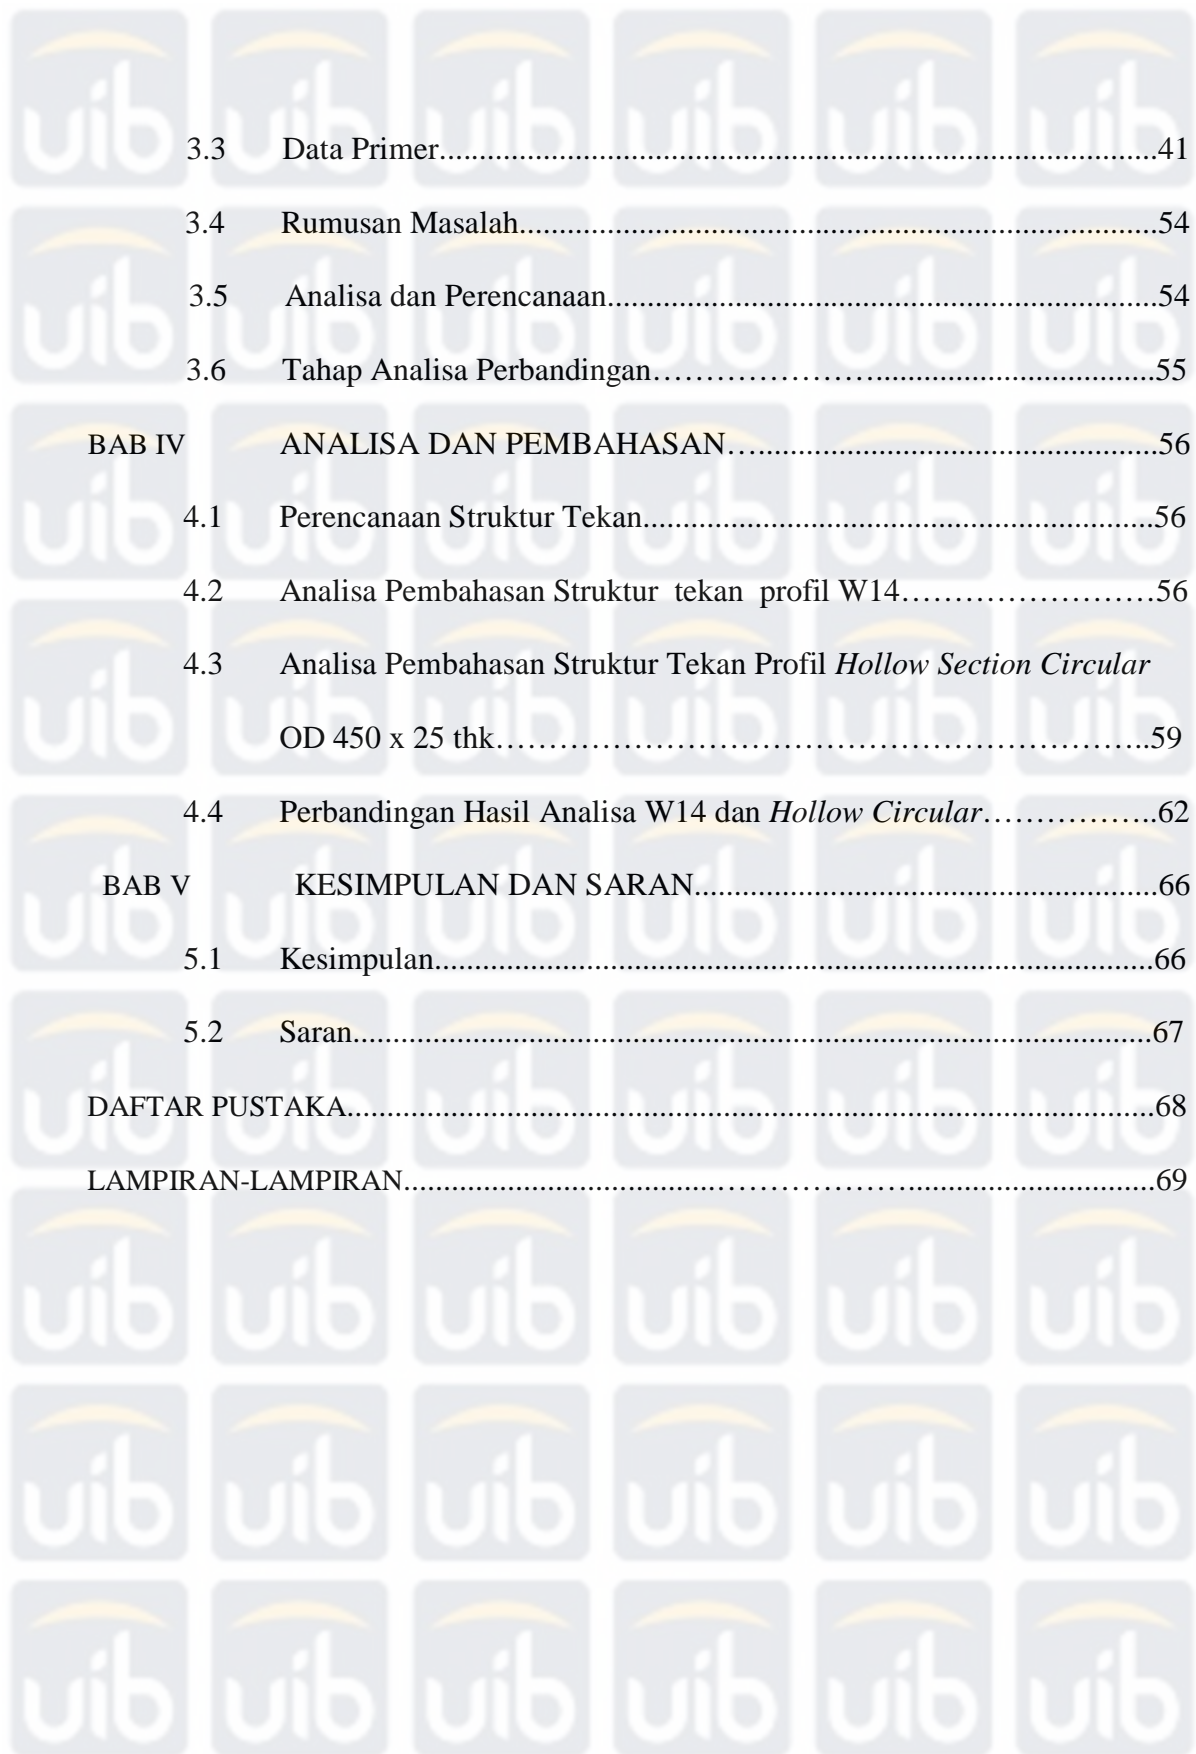 3.3 Data Primer.....................................................................................41
3.4 Rumusan Masalah...........................................................................54
3.5 Analisa dan Perencanaan................................................................54
3.6 Tahap Analisa Perbandingan…………………...............................55
BAB IV ANALISA DAN PEMBAHASAN…..................................................56
4.1 Perencanaan Struktur Tekan............................................................56
4.2 Analisa Pembahasan Struktur tekan profil W14……………………56
4.3 Analisa Pembahasan Struktur Tekan Profil Hollow Section Circular
OD 450 x 25 thk…………………………………………………..59
4.4 Perbandingan Hasil Analisa W14 dan Hollow Circular……………..62
BAB V KESIMPULAN DAN SARAN.......................................................66
5.1 Kesimpulan......................................................................................66
5.2 Saran................................................................................................67
DAFTAR PUSTAKA............................................................................................68
LAMPIRAN-LAMPIRAN.....................................………………......................69